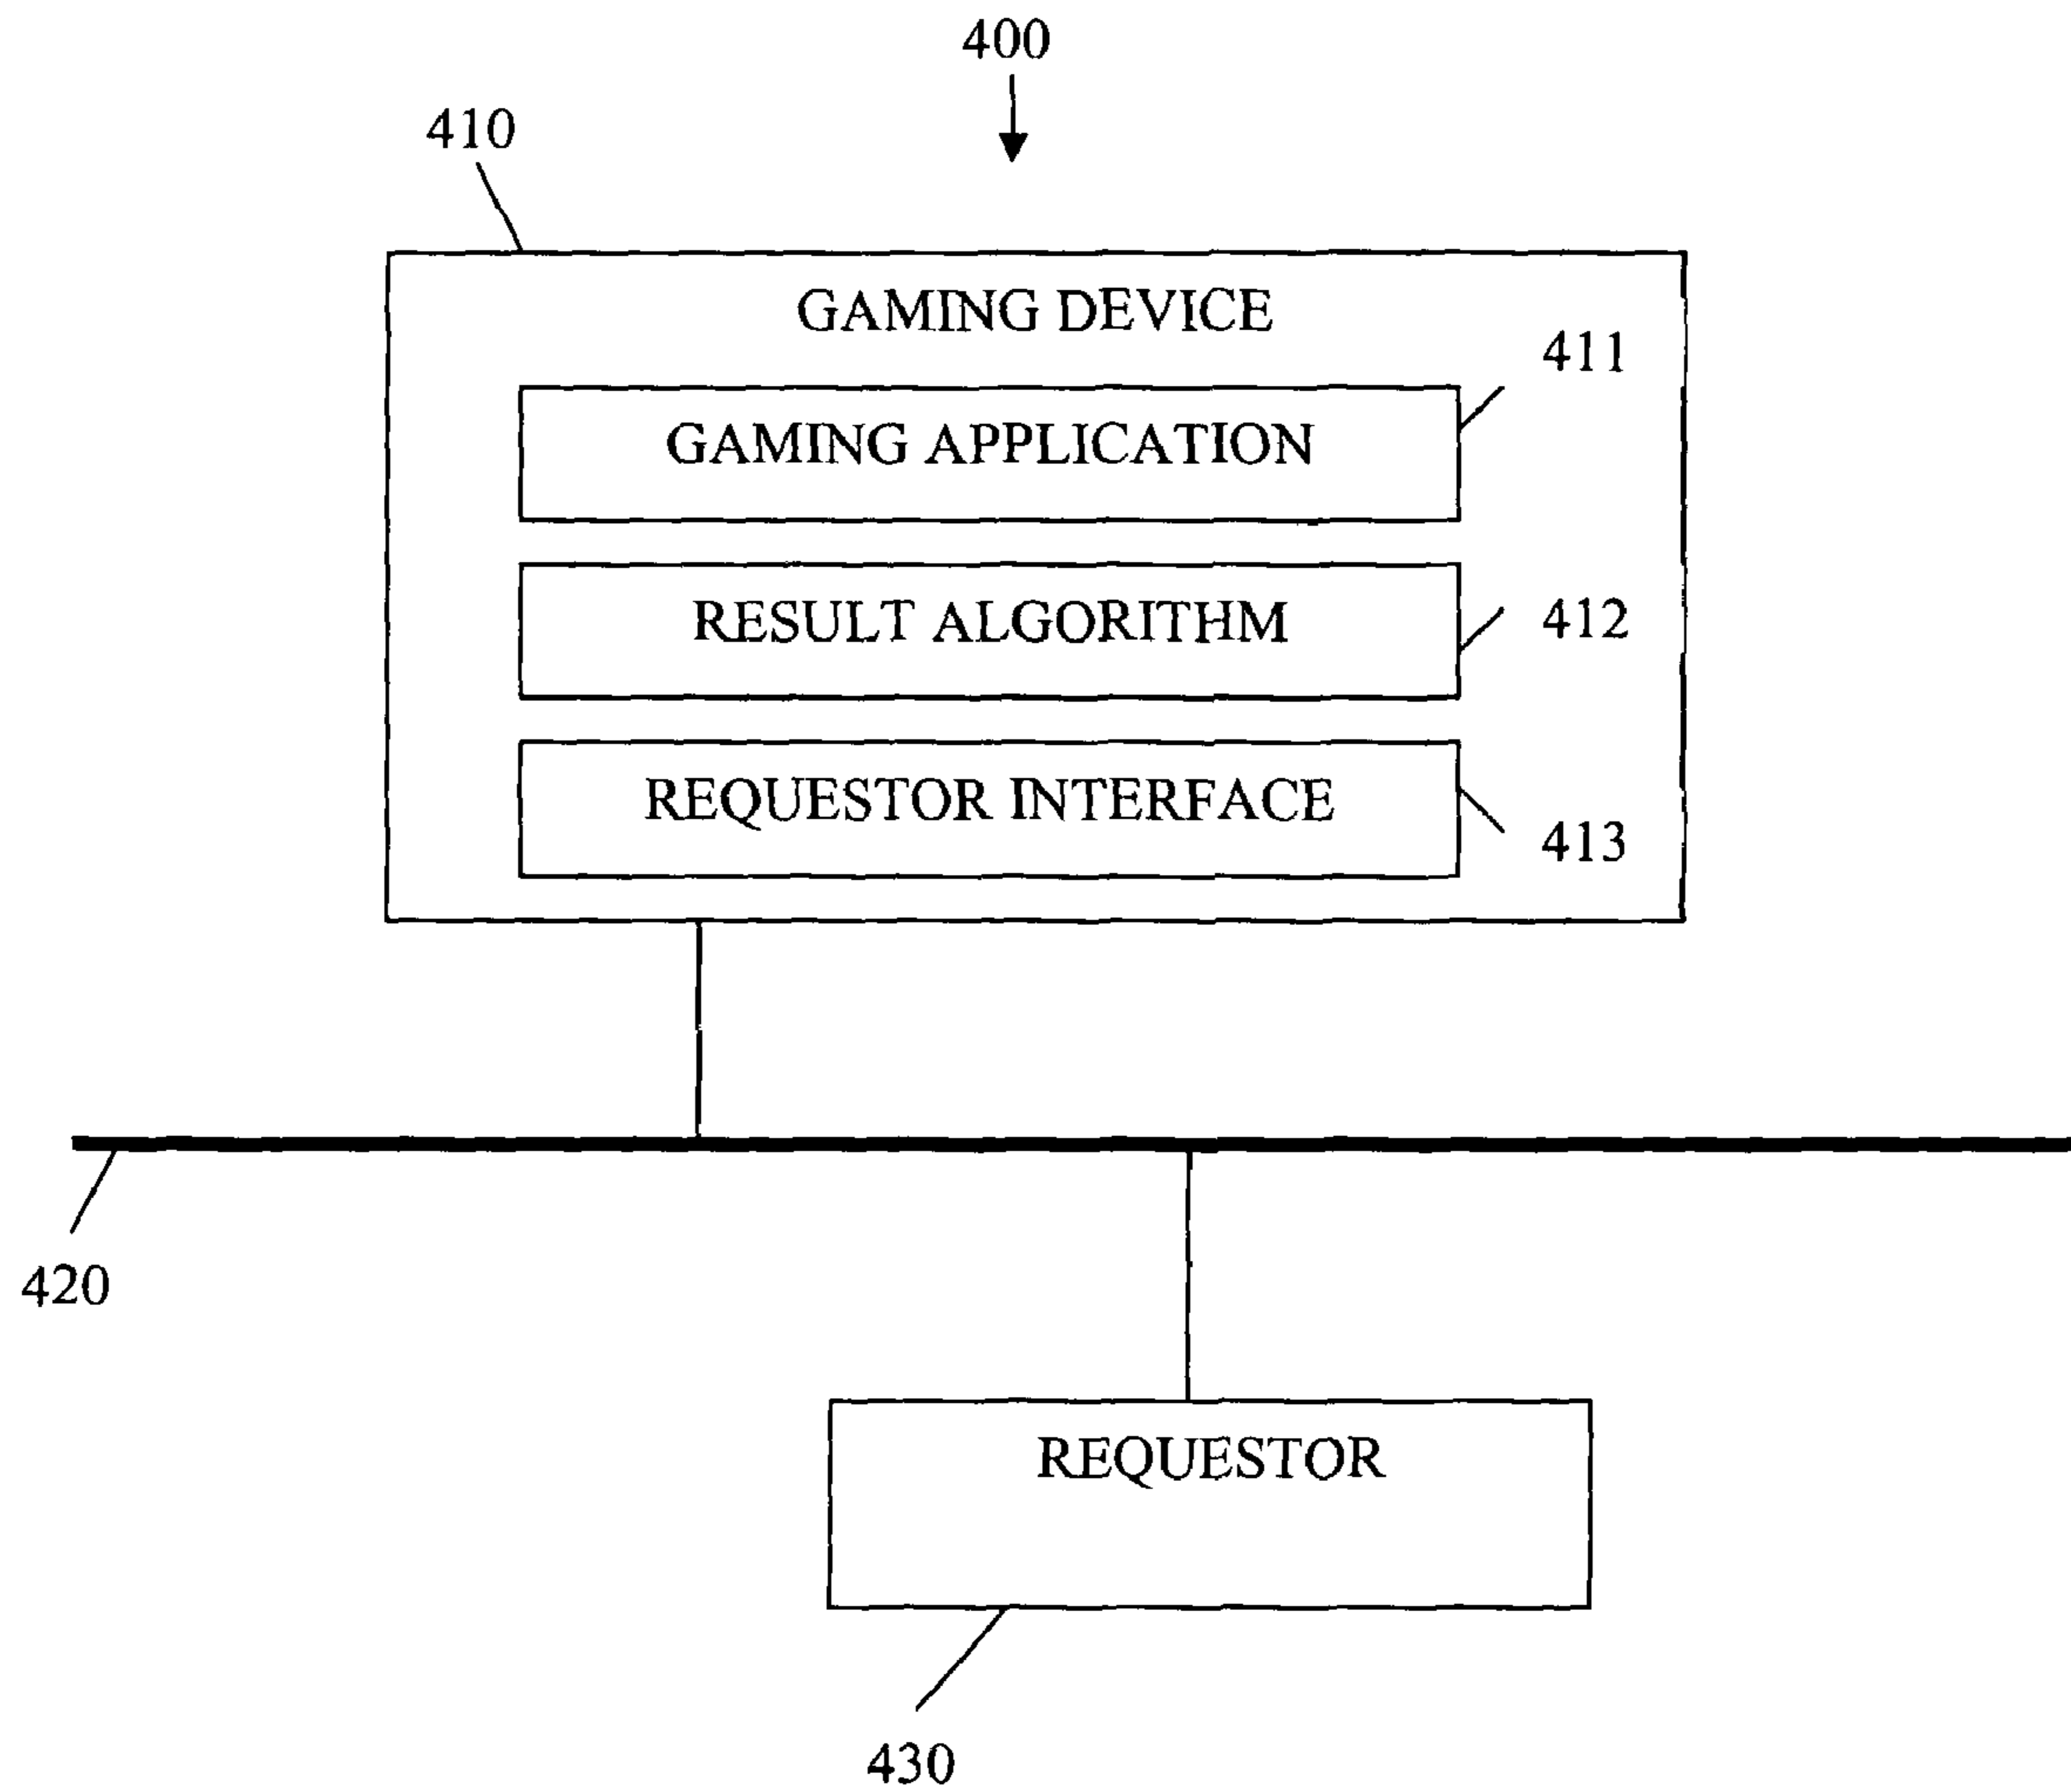 400
410
GAMING DEVICE
411
GAMING APPLICATION
RESULT ALGORITHM
412
REQUESTOR INTERFACE
413
420
REQUESTOR
430